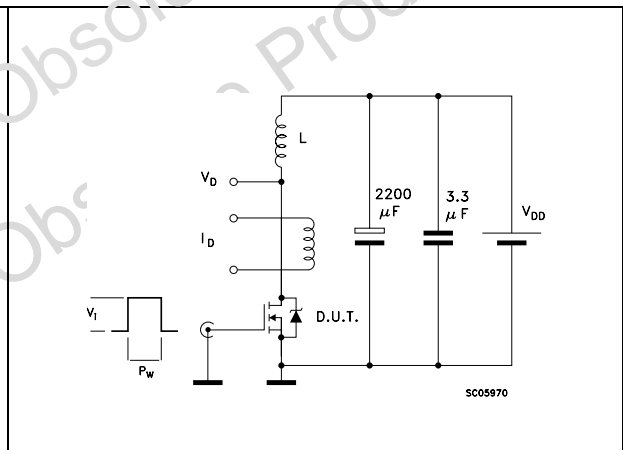 L
V_D
2200
μF
3.3
μF
V_DD
I_D
V_i
D.U.T.
P_W
SC05970